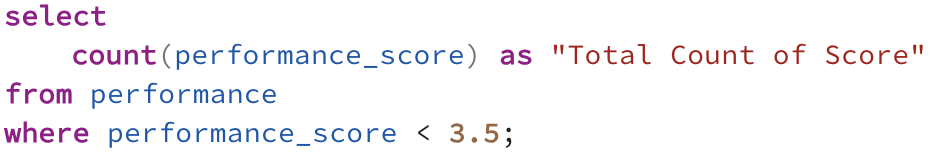 select
    count(performance_score) as "Total Count of Score"
from performance
where performance_score < 3.5;